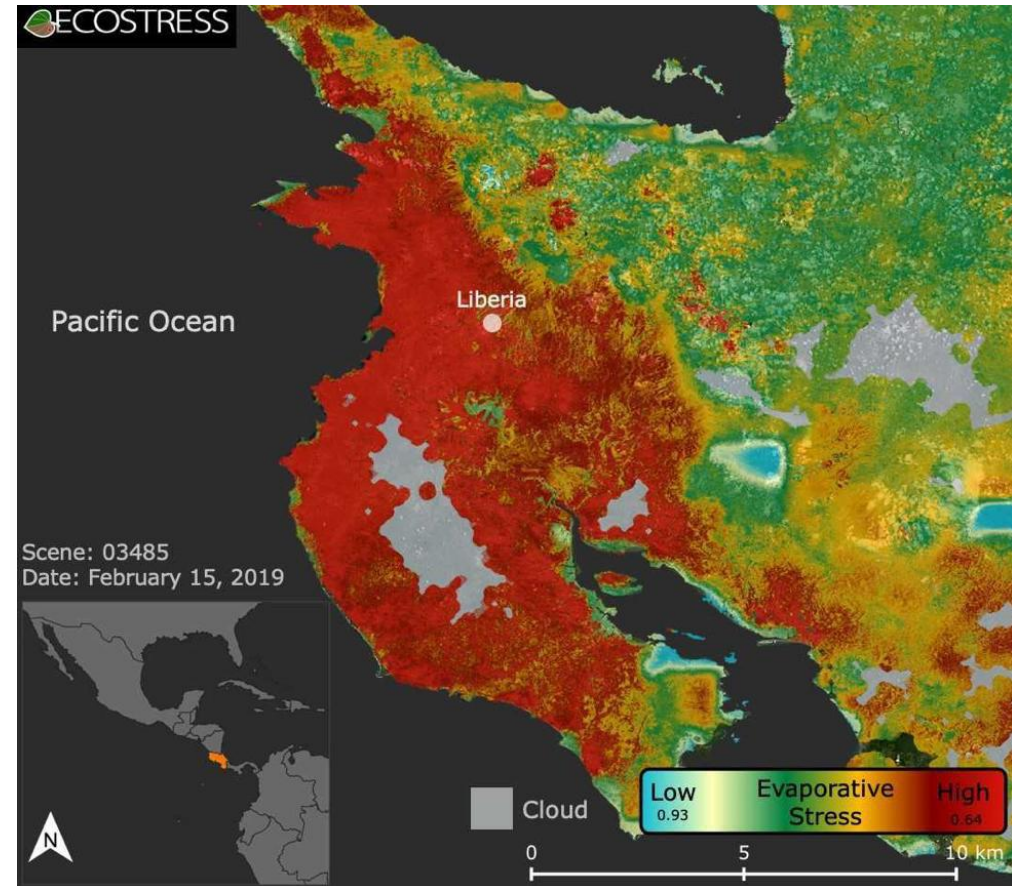 ECOSTRESS
Liberia
Pacific Ocean
Scene: 03485
Date: February 15, 2019
N
Cloud
Low
0.93
Evaporative
Stress
High
0.64
0 5 10 km